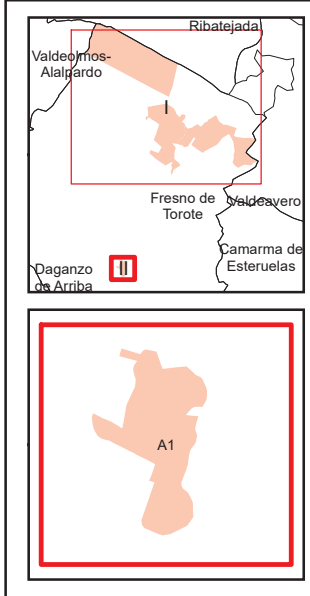 Ribatejada
Valdeolmos-
Alalpardo
I
Fresno de
Torote
Valdeavero
Camarma de
Esteruelas
II
Daganzo
de Arriba
A1